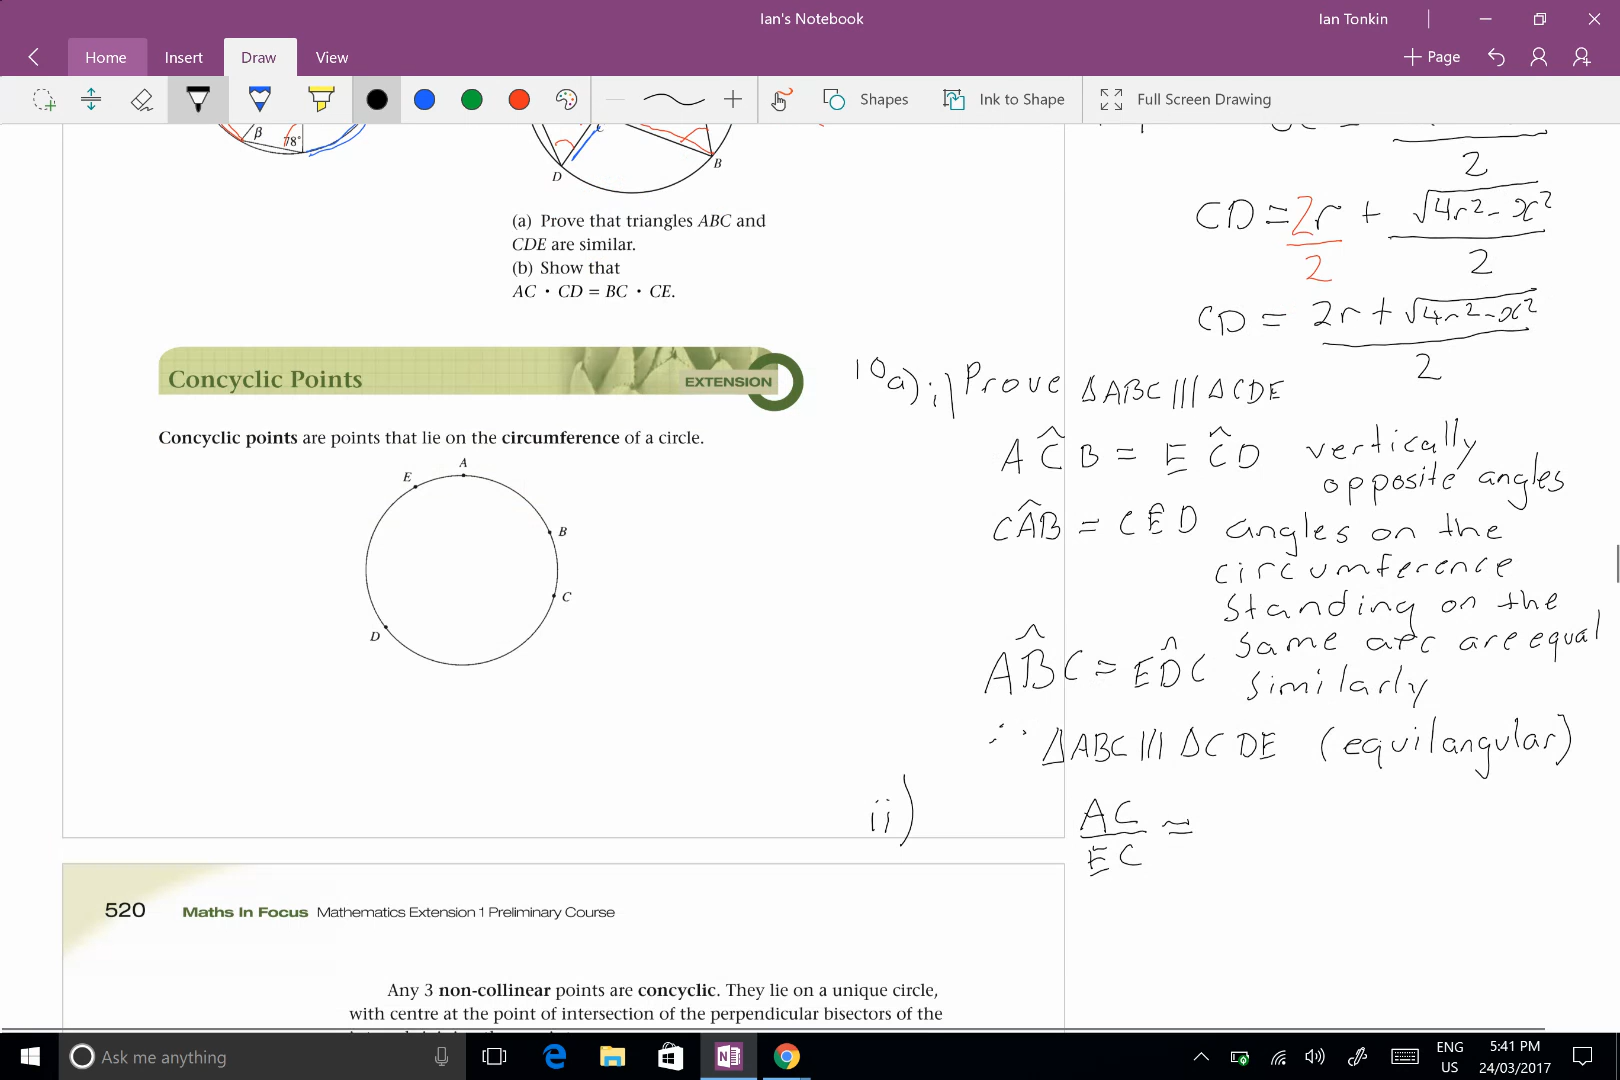 Ian's Notebook
Ian Tonkin
Home
Insert
Draw
View
Page
Shapes
Ink to Shape
Full Screen Drawing
β
78°
D
B
(a) Prove that triangles ABC and
CDE are similar.
(b) Show that
AC · CD = BC · CE.
Concyclic Points
EXTENSION
Concyclic points are points that lie on the circumference of a circle.
E
A
B
C
D
2
CD = 2r/2 + √4r²-x²/2
CD = 2r+√4r²-x²/2
10a) i) Prove ΔABC///ΔCDE
AĈB = EĈD vertically
opposite angles
CÂB = CÊD angles on the
circumference
standing on the
same arc are equal
AB̂C = ED̂C similarly
∴ ΔABC///ΔCDE (equilangular)
ii) AC/EC =
520 Maths In Focus Mathematics Extension 1 Preliminary Course
Any 3 non-collinear points are concyclic. They lie on a unique circle,
with centre at the point of intersection of the perpendicular bisectors of the
Ask me anything
ENG
US
5:41 PM
24/03/2017